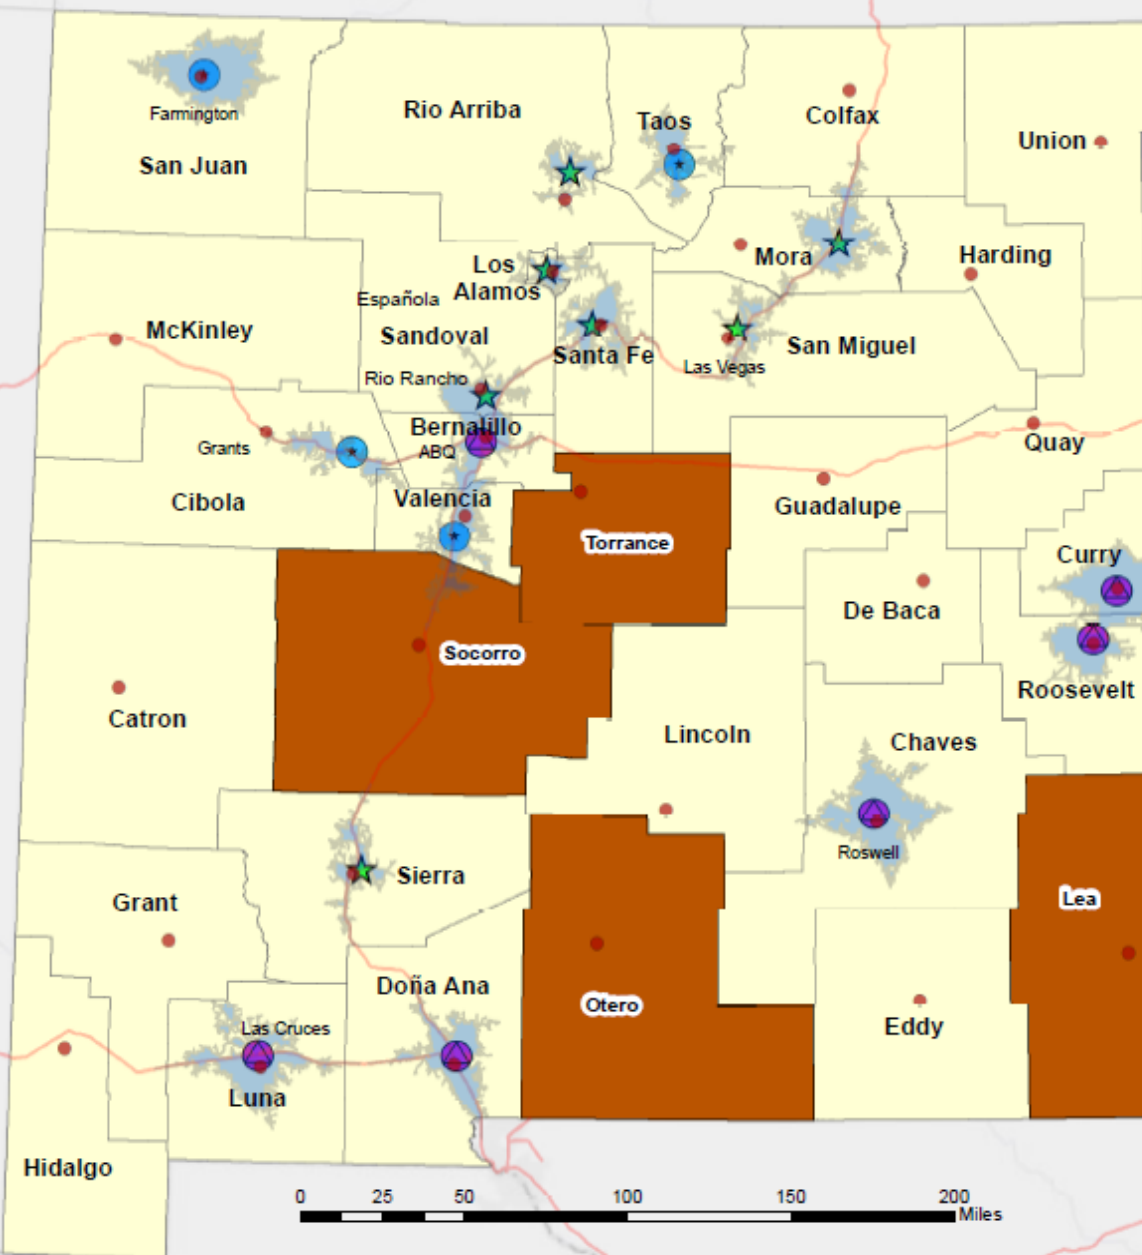 Farmington
San Juan
Rio Arriba
Taos
Colfax
Union
Los
Alamos
Mora
Harding
Española
McKinley
Sandoval
Santa Fe
San Miguel
Las Vegas
Rio Rancho
Bernalillo
ABQ
Grants
Quay
Cibola
Valencia
Guadalupe
Torrance
Curry
De Baca
Socorro
Roosevelt
Catron
Lincoln
Chaves
Roswell
Sierra
Grant
Lea
Doña Ana
Otero
Las Cruces
Eddy
Luna
Hidalgo
0 25 50 100 150 200
Miles